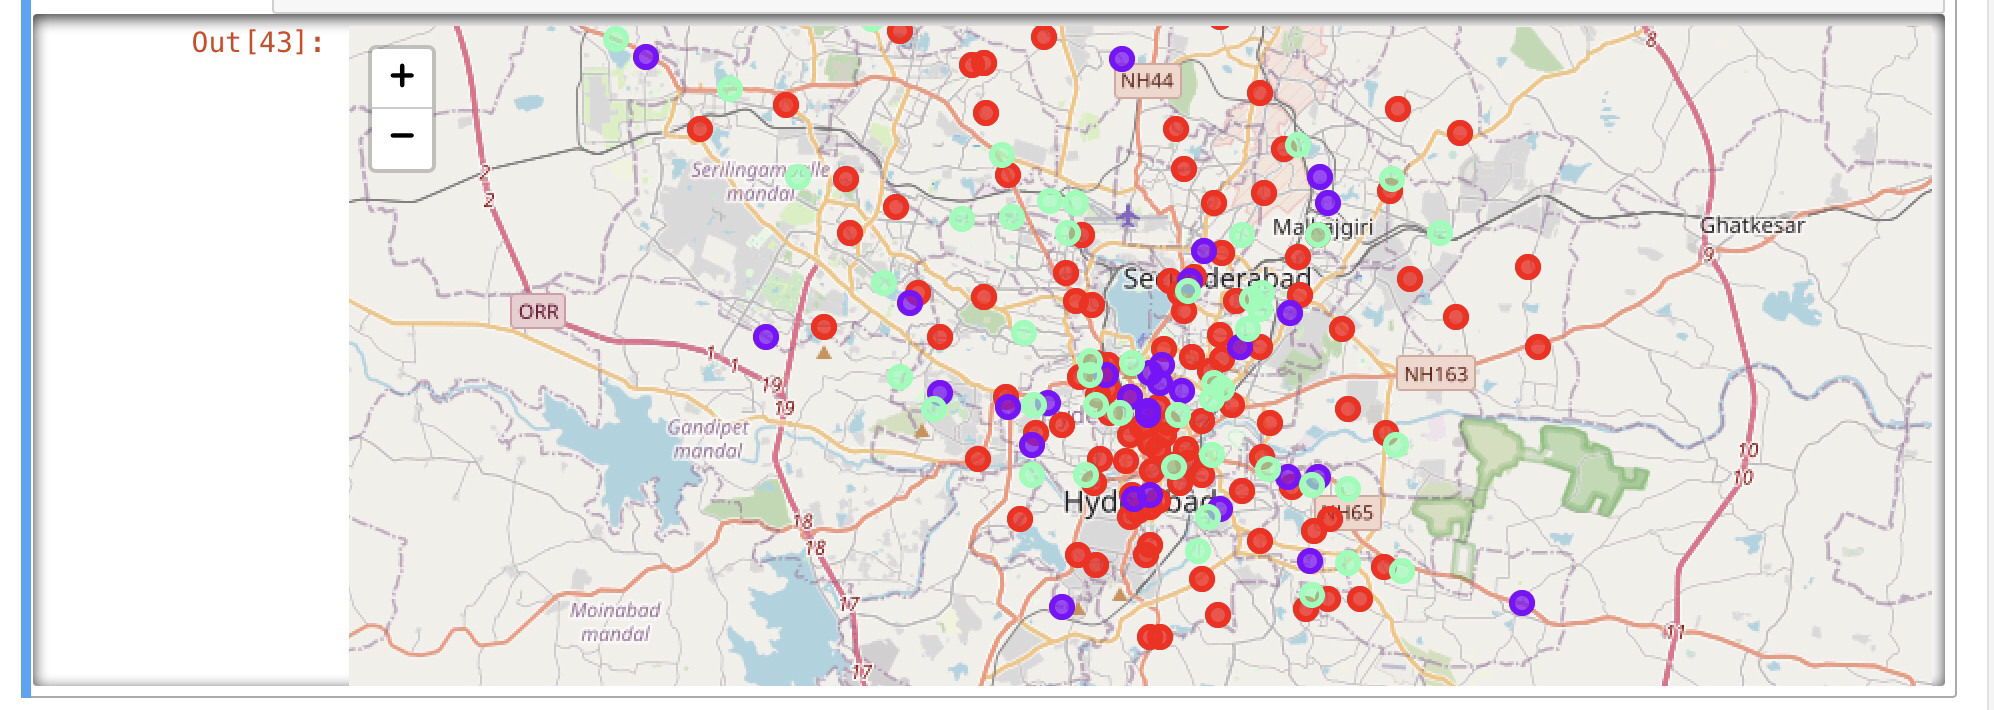 Out[43]:
+
−
8
NH44
2
2
Serilingampalle
mandal
Malkajgiri
Ghatkesar
9
Secunderabad
ORR
1
1
19
19
NH163
Gandipet
mandal
10
10
Hyderabad
NH65
18
18
17
Moinabad
mandal
11
17